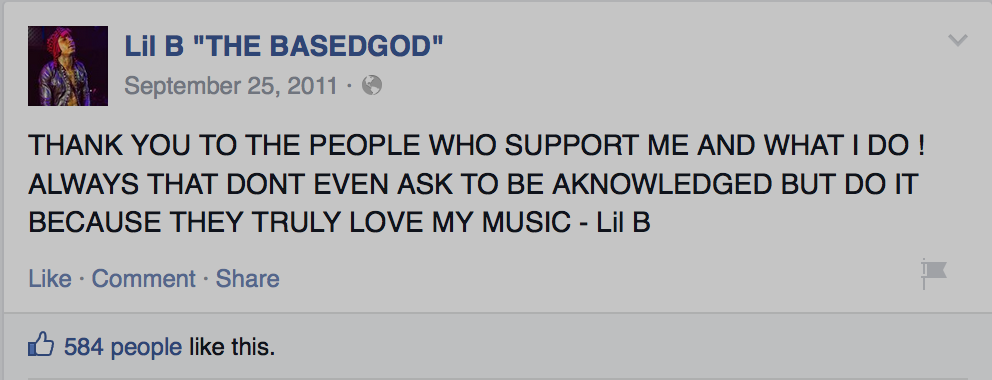 Lil B "THE BASEDGOD"
September 25, 2011 ·
THANK YOU TO THE PEOPLE WHO SUPPORT ME AND WHAT I DO !
ALWAYS THAT DONT EVEN ASK TO BE AKNOWLEDGED BUT DO IT
BECAUSE THEY TRULY LOVE MY MUSIC - Lil B
Like · Comment · Share
584 people like this.